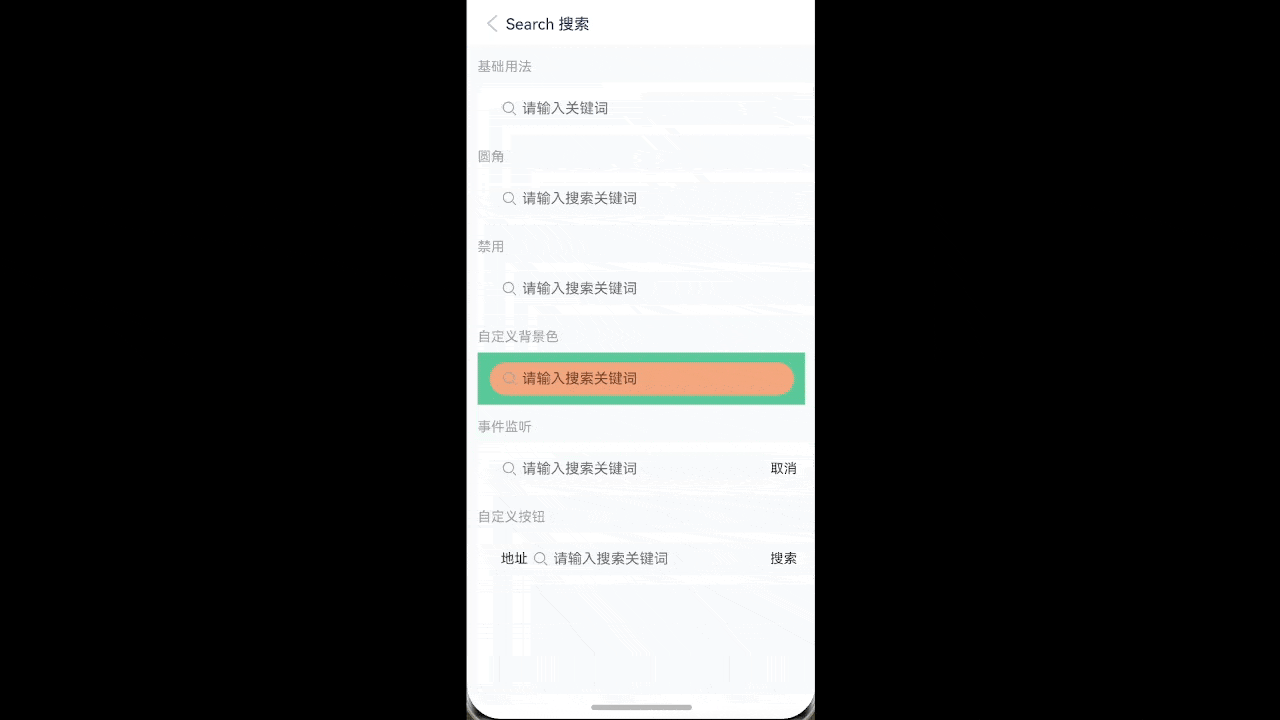 Search 搜索
基础用法
请输入关键词
圆角
请输入搜索关键词
禁用
请输入搜索关键词
自定义背景色
请输入搜索关键词
事件监听
请输入搜索关键词 取消
自定义按钮
地址 请输入搜索关键词 搜索